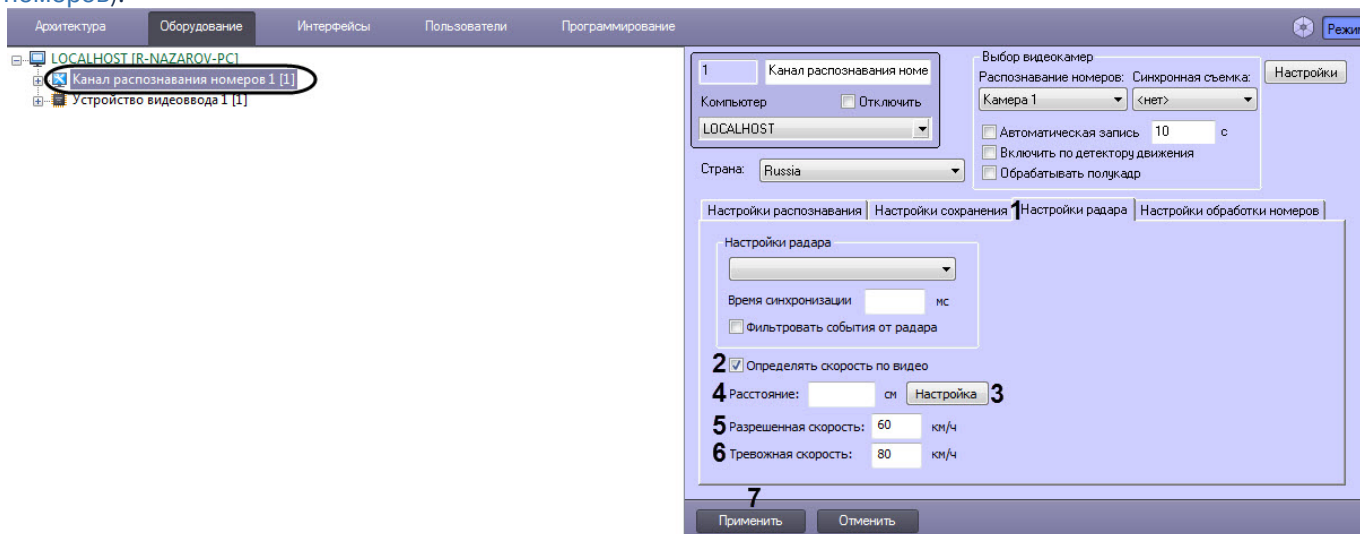 номеров).
Архитектура Оборудование Интерфейсы Пользователи Программирование
Режим
LOCALHOST [R-NAZAROV-PC]
Канал распознавания номеров 1 [1]
Устройство видеоввода 1 [1]
1 Канал распознавания номе
Компьютер Отключить
LOCALHOST
Страна: Russia
Выбор видеокамер
Распознавание номеров: Синхронная съемка:
Камера 1 <нет>
Настройки
Автоматическая запись 10 с
Включить по детектору движения
Обрабатывать полукадр
Настройки распознавания Настройки сохранения 1 Настройки радара Настройки обработки номеров
Настройки радара
Время синхронизации мс
Фильтровать события от радара
2 Определять скорость по видео
4 Расстояние: см Настройка 3
5 Разрешенная скорость: 60 км/ч
6 Тревожная скорость: 80 км/ч
7
Применить Отменить